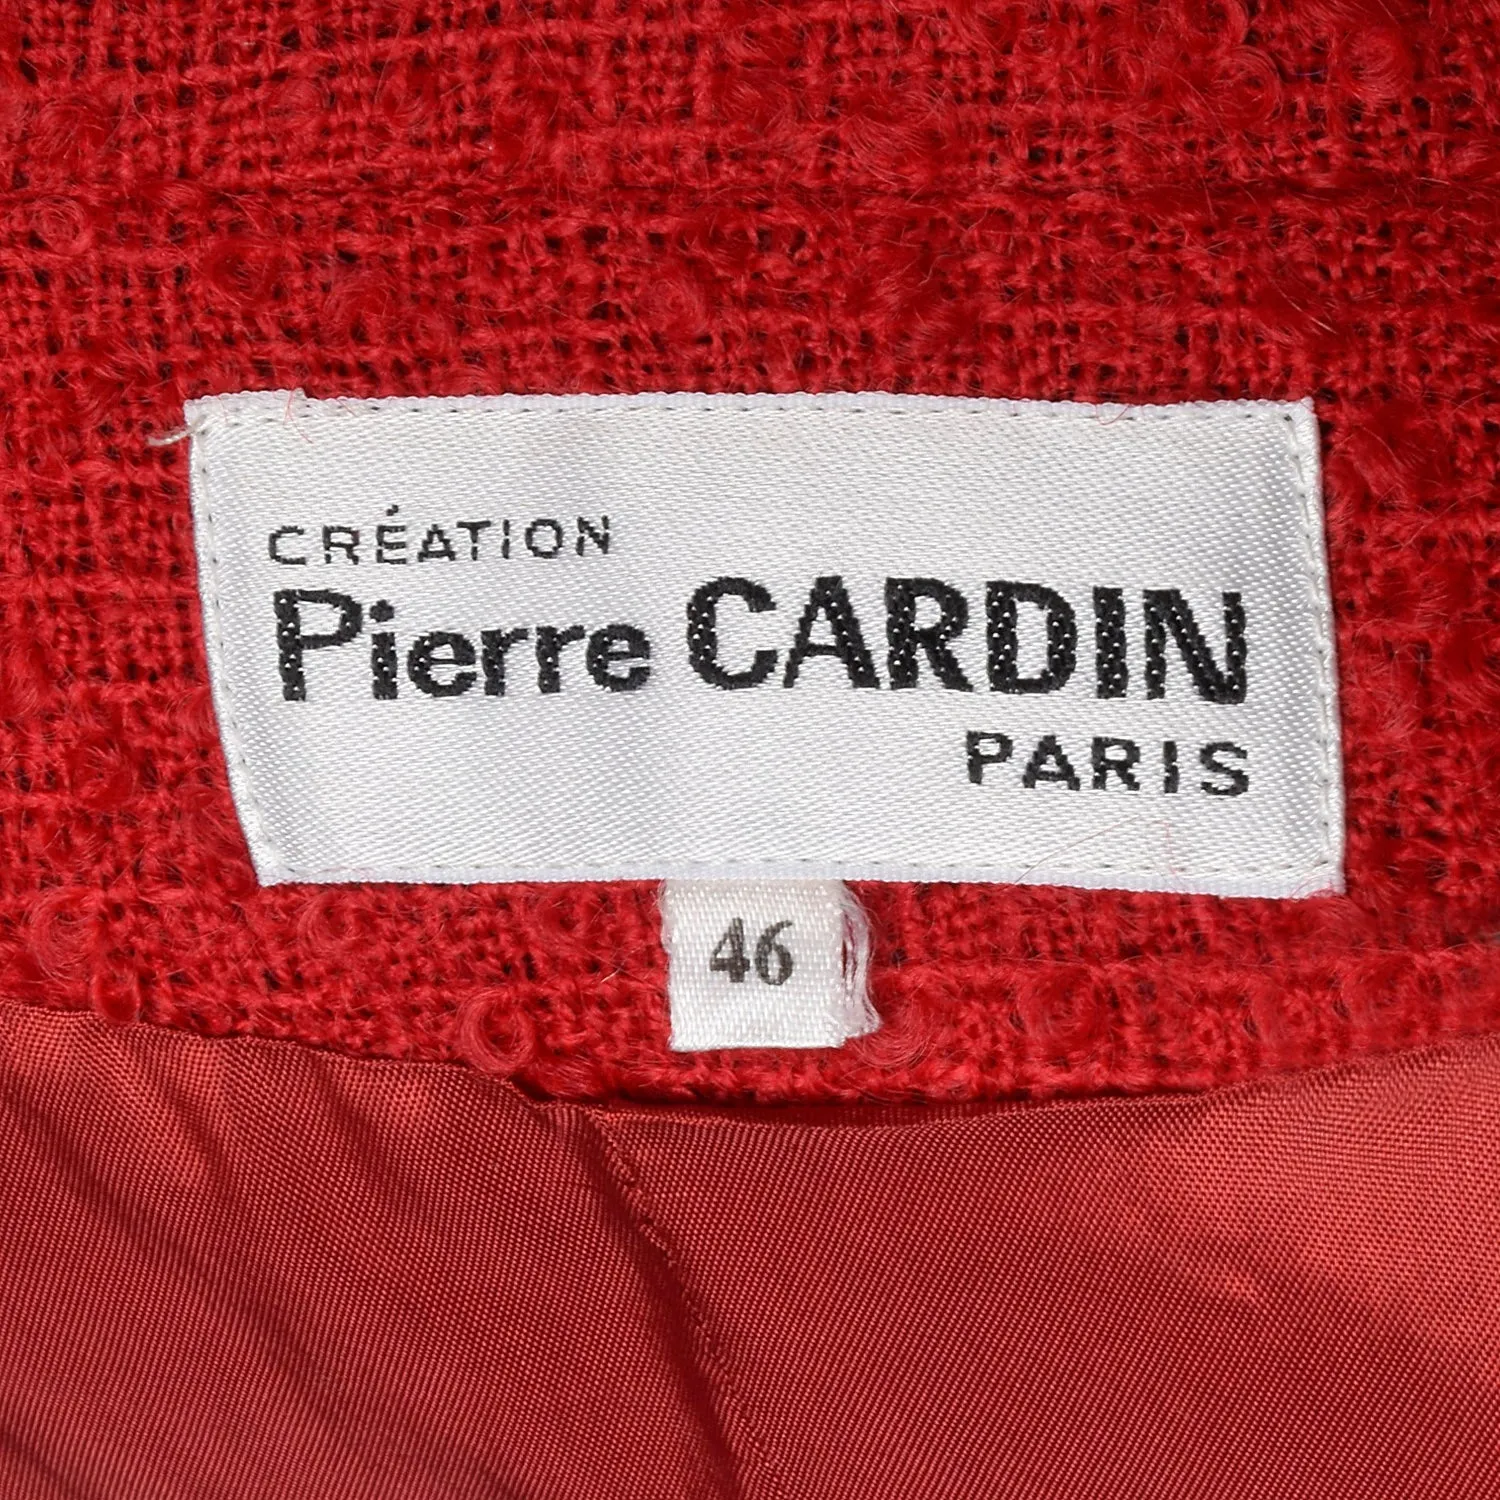 CRÉATION
Pierre CARDIN
PARIS
46